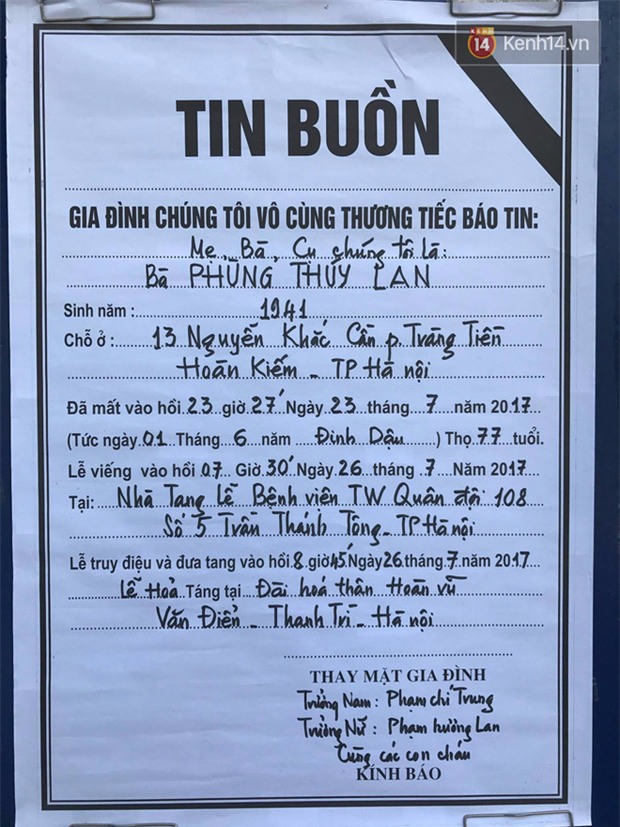 KENH 14 Kenh14.vn
TIN BUỒN
GIA ĐÌNH CHÚNG TÔI VÔ CÙNG THƯƠNG TIẾC BÁO TIN:
Mẹ, Bà, Cụ chúng tôi là:
Bà PHÙNG THÚY LAN
Sinh năm : 1941
Chỗ ở : 13 Nguyễn Khắc Cần p. Tràng Tiền
Hoàn Kiếm - TP Hà nội
Đã mất vào hồi 23 giờ 27' Ngày 23 tháng 7 năm 2017
(Tức ngày 01 Tháng 6 năm Đinh Dậu ) Thọ 77 tuổi.
Lễ viếng vào hồi 07 Giờ 30' Ngày 26 tháng 7 Năm 2017
Tại: Nhà Tang Lễ Bệnh viện TW Quân đội 108
Số 5 Trần Thánh Tông - TP Hà nội
Lễ truy điệu và đưa tang vào hồi 8 giờ 45' Ngày 26 tháng 7 năm 2017
Lễ Hoả Táng tại Đài hoá thân Hoàn vũ
Văn Điển - Thanh Trì - Hà nội
THAY MẶT GIA ĐÌNH
Trưởng Nam : Phạm chí Trung
Trưởng Nữ : Phạm hương Lan
Cùng các con cháu
KÍNH BÁO